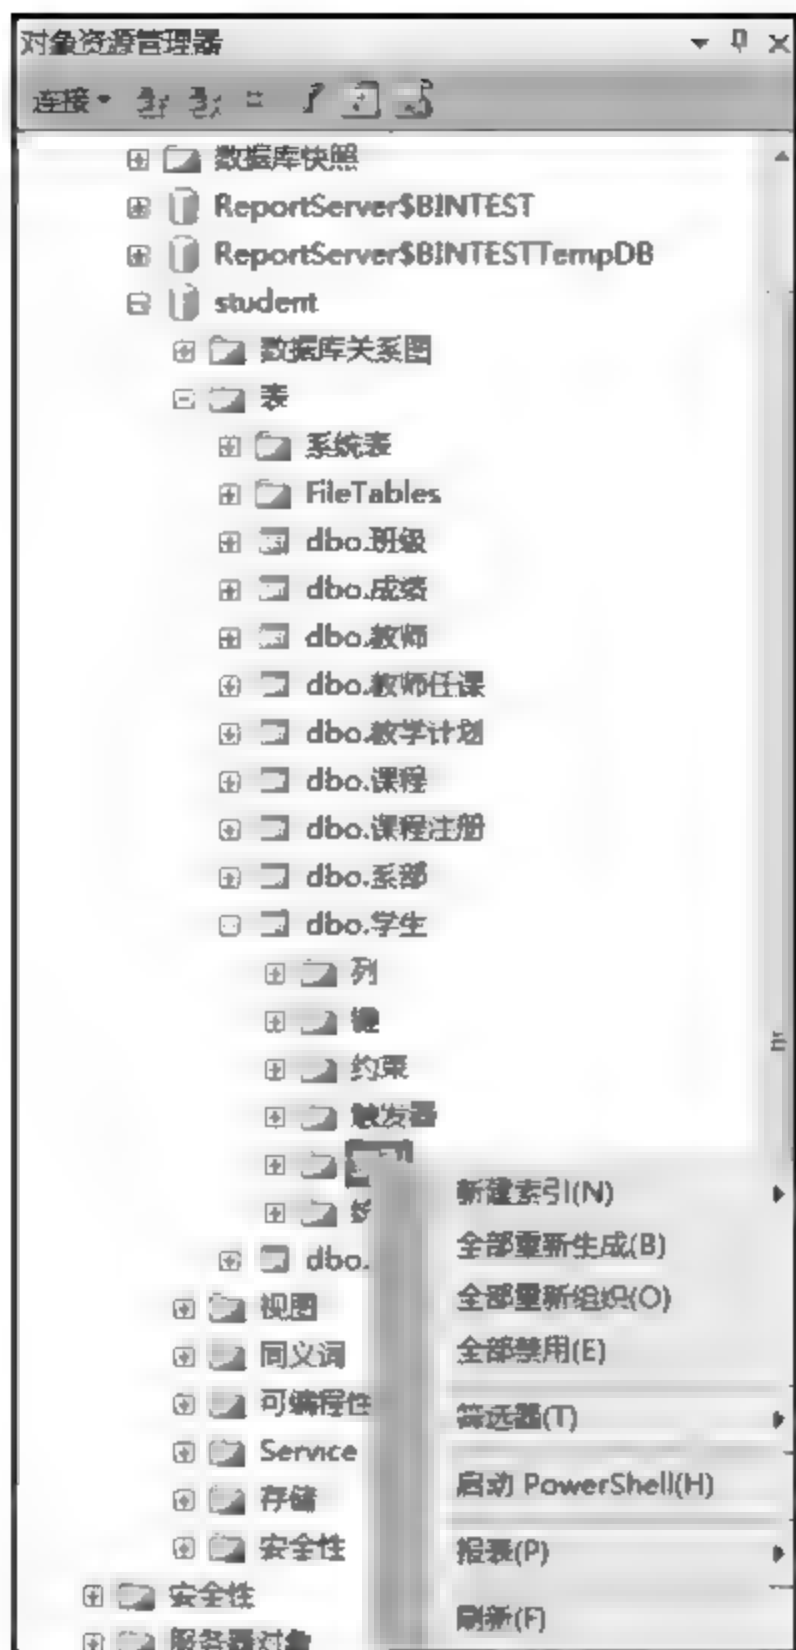 对象资源管理器
连接
数据库快照
ReportServer$BINTEST
ReportServer$BINTESTTempDB
student
数据库关系图
表
系统表
FileTables
dbo.班级
dbo.成绩
dbo.教师
dbo.教师任课
dbo.教学计划
dbo.课程
dbo.课程注册
dbo.系部
dbo.学生
列
键
约束
触发器
新建索引(N)
全部重新生成(B)
dbo.
全部重新组织(O)
视图
全部禁用(E)
同义词
可编程性
筛选器(T)
Service
启动 PowerShell(H)
存储
安全性
报表(P)
安全性
刷新(F)
服务器对象